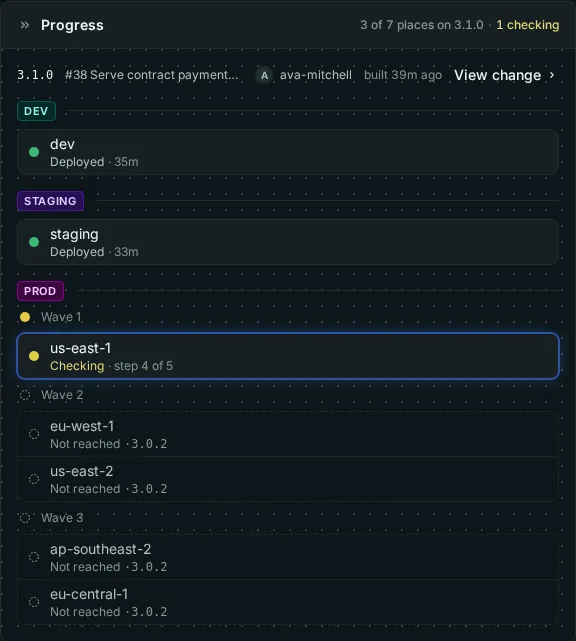 » Progress 3 of 7 places on 3.1.0 · 1 checking
3.1.0 #38 Serve contract payment... A ava-mitchell built 39m ago View change ›
DEV
dev
Deployed · 35m
STAGING
staging
Deployed · 33m
PROD
Wave 1
us-east-1
Checking · step 4 of 5
Wave 2
eu-west-1
Not reached ·3.0.2
us-east-2
Not reached ·3.0.2
Wave 3
ap-southeast-2
Not reached ·3.0.2
eu-central-1
Not reached ·3.0.2